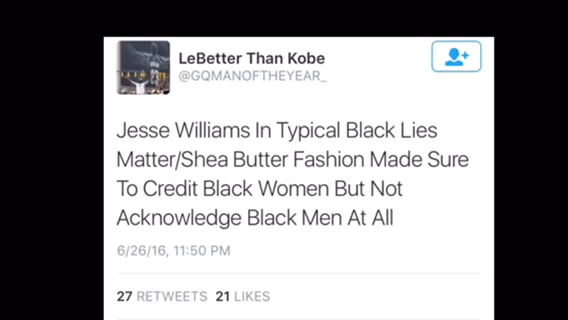 LeBetter Than Kobe
@GQMANOFTHEYEAR_
Jesse Williams In Typical Black Lies
Matter/Shea Butter Fashion Made Sure
To Credit Black Women But Not
Acknowledge Black Men At All
6/26/16, 11:50 PM
27 RETWEETS 21 LIKES